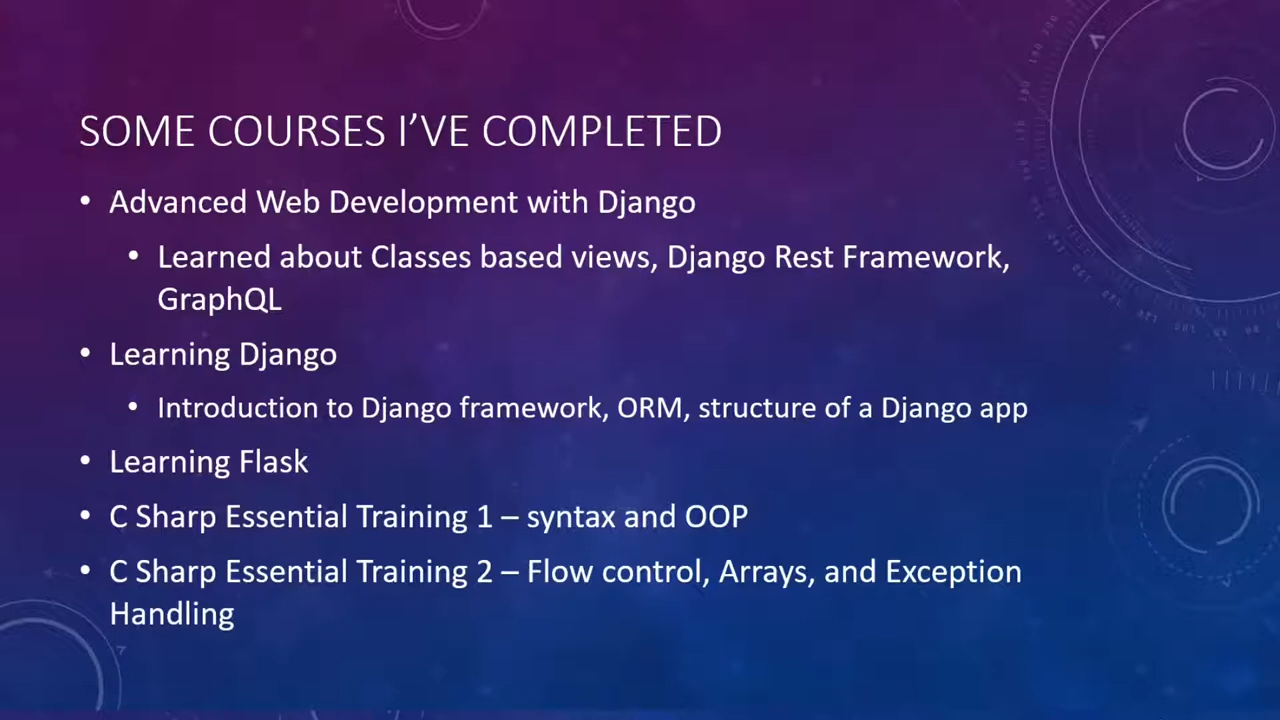 SOME COURSES I’VE COMPLETED
• Advanced Web Development with Django
• Learned about Classes based views, Django Rest Framework,
GraphQL
• Learning Django
• Introduction to Django framework, ORM, structure of a Django app
• Learning Flask
• C Sharp Essential Training 1 – syntax and OOP
• C Sharp Essential Training 2 – Flow control, Arrays, and Exception
Handling